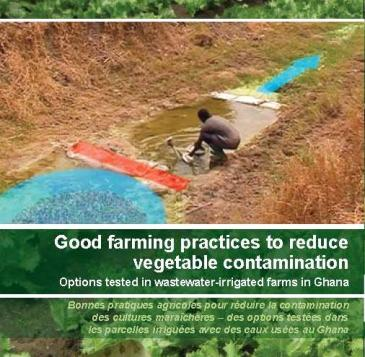 Good farming practices to reduce
vegetable contamination
Options tested in wastewater-irrigated farms in Ghana
Bonnes pratiques agricoles pour réduire la contamination
des cultures maraîchères – des options testées dans
les parcelles irriguées avec des eaux usées au Ghana